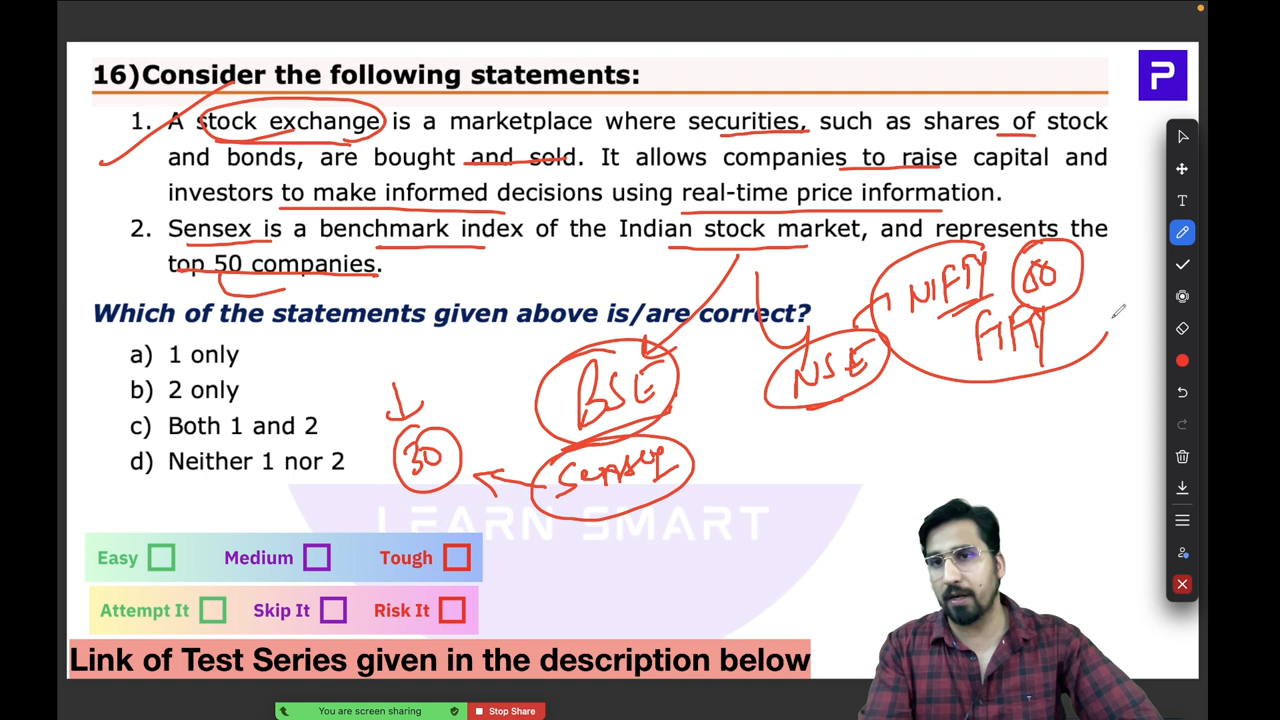 16)Consider the following statements:
1. A stock exchange is a marketplace where securities, such as shares of stock
and bonds, are bought and sold. It allows companies to raise capital and
investors to make informed decisions using real-time price information.
2. Sensex is a benchmark index of the Indian stock market, and represents the
top 50 companies.
NIFTY 50
FIFTY
Which of the statements given above is/are correct?
a) 1 only
BSE
NSE
b) 2 only
c) Both 1 and 2
30
Sensex
d) Neither 1 nor 2
LEARN SMART
Easy Medium Tough
Attempt It Skip It Risk It
Link of Test Series given in the description below
You are screen sharing
Stop Share
P
T